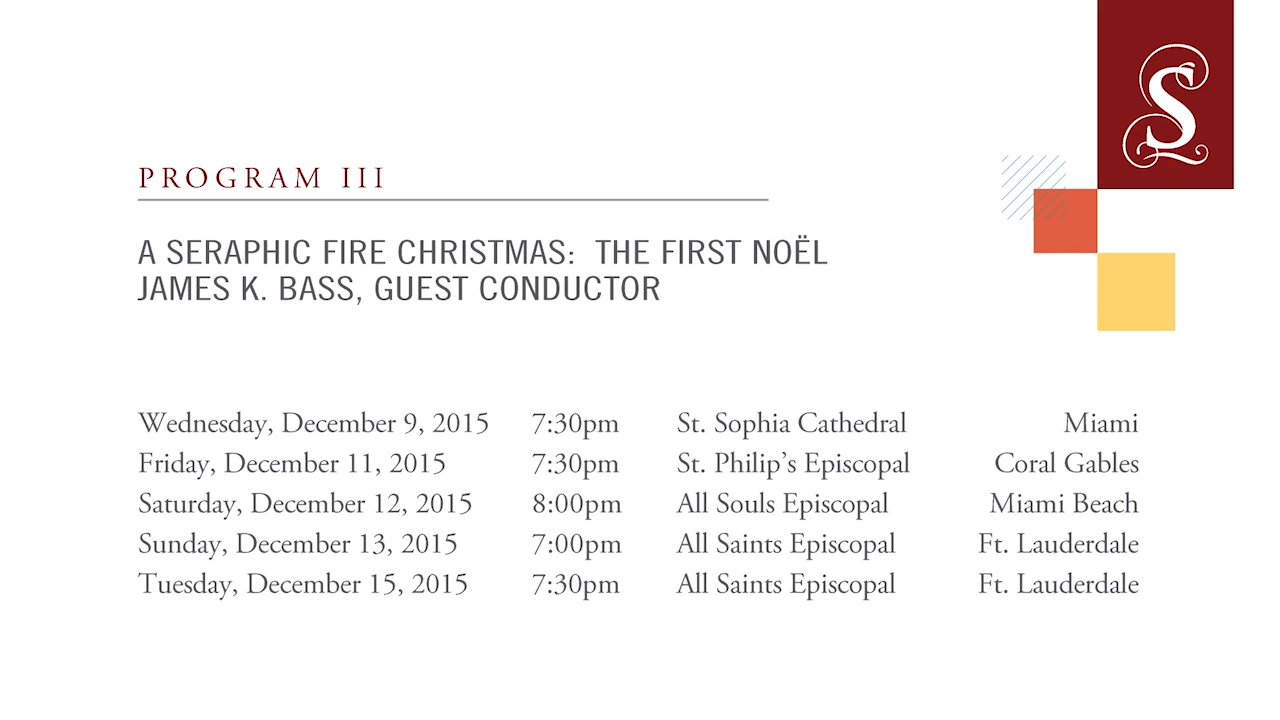 S
PROGRAM III
A SERAPHIC FIRE CHRISTMAS: THE FIRST NOËL
JAMES K. BASS, GUEST CONDUCTOR
Wednesday, December 9, 2015 7:30pm St. Sophia Cathedral Miami
Friday, December 11, 2015 7:30pm St. Philip’s Episcopal Coral Gables
Saturday, December 12, 2015 8:00pm All Souls Episcopal Miami Beach
Sunday, December 13, 2015 7:00pm All Saints Episcopal Ft. Lauderdale
Tuesday, December 15, 2015 7:30pm All Saints Episcopal Ft. Lauderdale